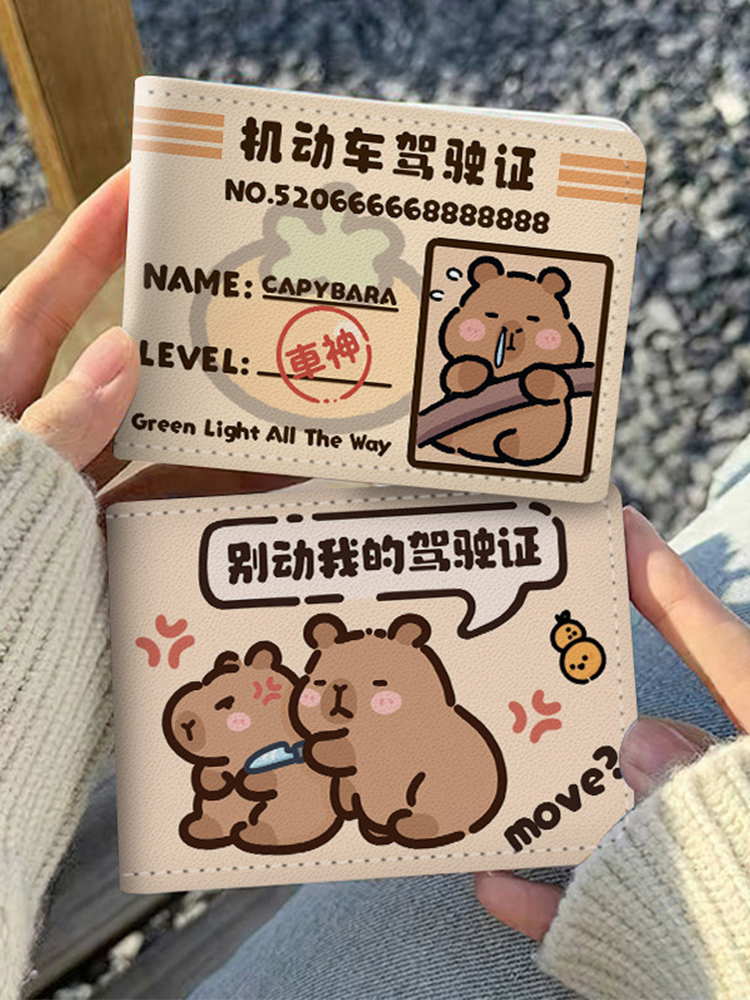 机动车驾驶证
NO.520666668888888
NAME: CAPYBARA
LEVEL: 車神
Green Light All The Way
别动我的驾驶证
move?